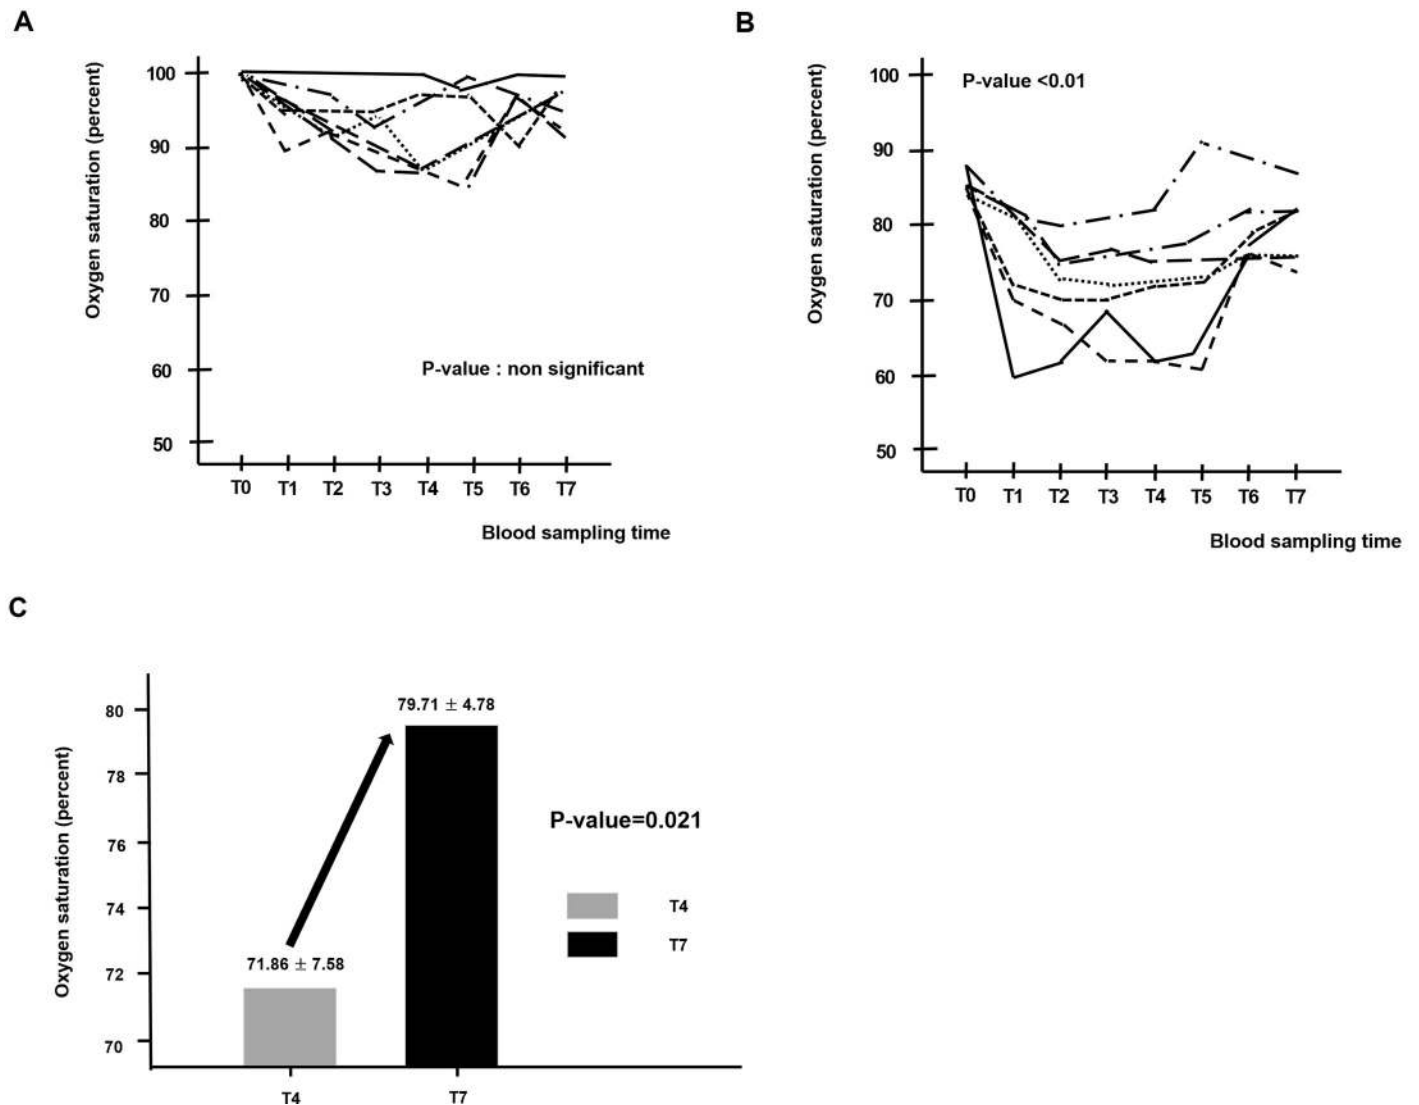 A
Oxygen saturation (percent)
100
90
80
70
60
50
P-value : non significant
T0 T1 T2 T3 T4 T5 T6 T7
Blood sampling time
B
Oxygen saturation (percent)
100
90
80
70
60
50
P-value <0.01
T0 T1 T2 T3 T4 T5 T6 T7
Blood sampling time
C
Oxygen saturation (percent)
80
78
76
74
72
70
79.71 ± 4.78
71.86 ± 7.58
P-value=0.021
T4
T7
T4 T7